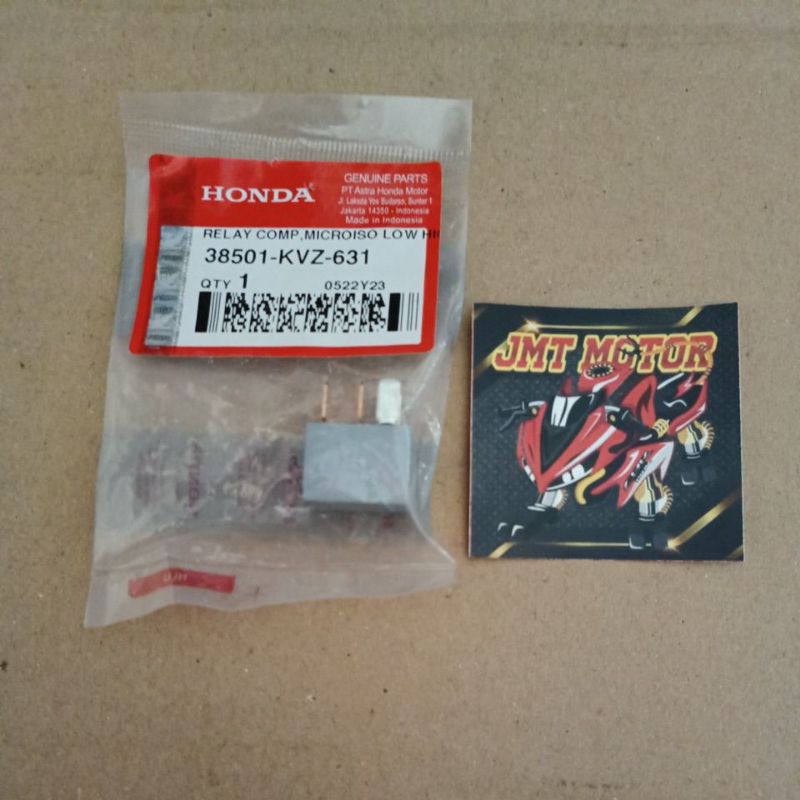 GENUINE PARTS
HONDA
PT Astra Honda Motor
Jl. Laksda Yos Sudarso, Sunter 1
Jakarta 14350 - Indonesia
Made in Indonesia
RELAY COMP,MICROISO LOW HI
38501-KVZ-631
QTY 1
0522Y23
JMT MOTOR